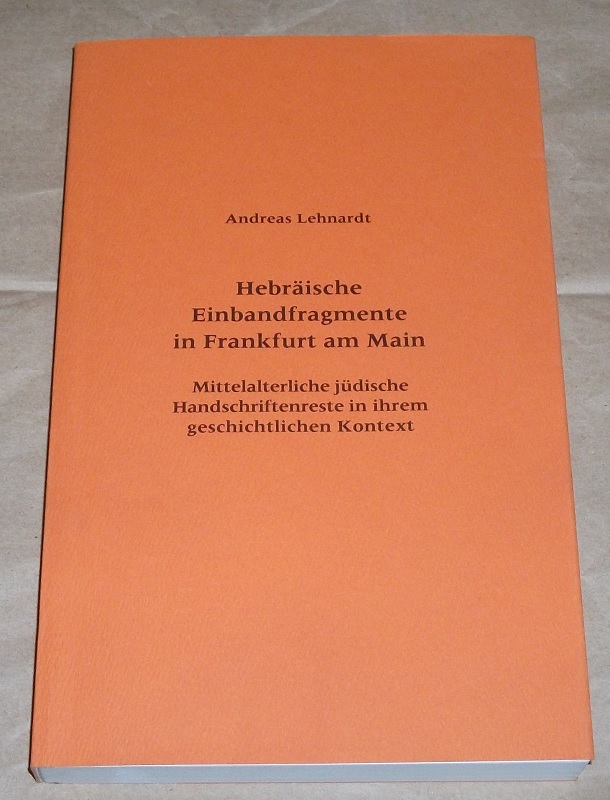 Andreas Lehnardt
Hebräische
Einbandfragmente
in Frankfurt am Main
Mittelalterliche jüdische
Handschriftenreste in ihrem
geschichtlichen Kontext